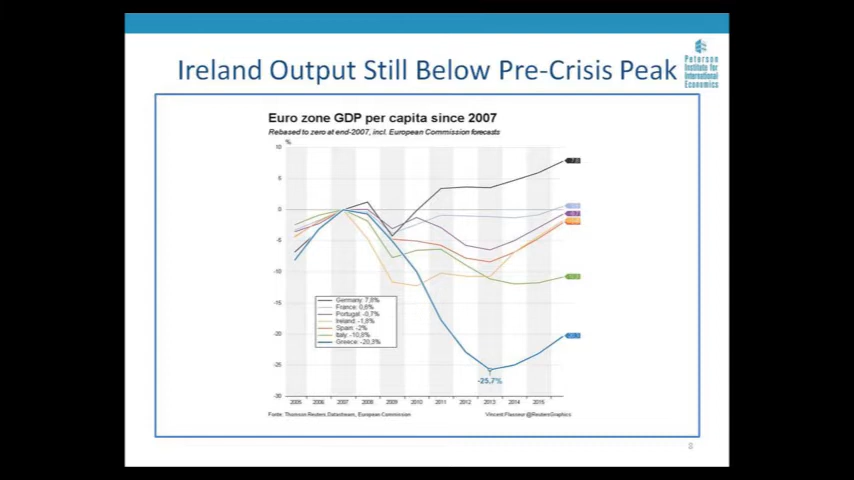 Ireland Output Still Below Pre-Crisis Peak
Peterson
Institute for
International
Economics
Euro zone GDP per capita since 2007
Rebased to zero at end-2007, incl. European Commission forecasts
%
10
5
0
-5
-10
-15
-20
-25
-30
Germany: 7,8%
France: 0,6%
Portugal: -0,7%
Ireland: -1,8%
Spain: -2%
Italy: -10,8%
Greece: -20,3%
-25,7%
2005 2006 2007 2008 2009 2010 2011 2012 2013 2014 2015
Fonte: Thomson Reuters Datastream, European Commission
Vincent Flasseur @ReutersGraphics
8